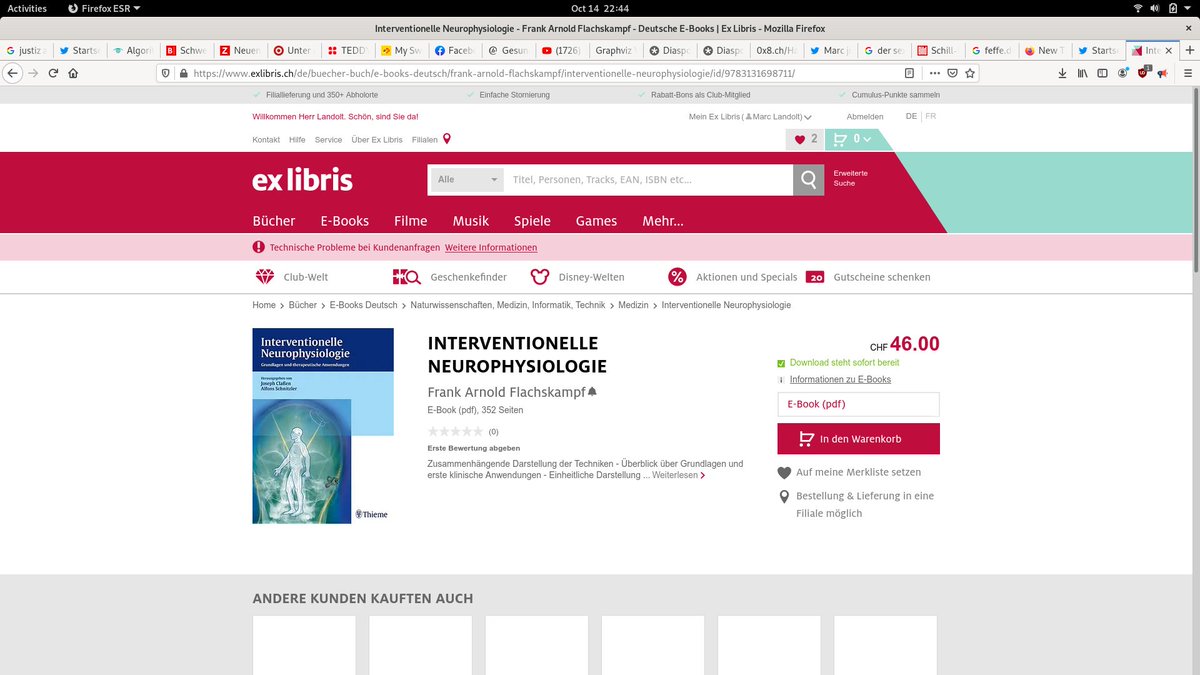 Activities Firefox ESR Oct 14 22:44
Interventionelle Neurophysiologie - Frank Arnold Flachskampf - Deutsche E-Books | Ex Libris - Mozilla Firefox
justiz a Starts Algori Schwe Neuen Unter TEDD My Sw Faceb Gesun (1726) Graphviz Diaspo Diaspo 0x8.ch/Ha Marc j der sex Schill- feffe.d New T Starts Inte
https://www.exlibris.ch/de/buecher-buch/e-books-deutsch/frank-arnold-flachskampf/interventionelle-neurophysiologie/id/9783131698711/
Filiallieferung und 350+ Abholorte Einfache Stornierung Rabatt-Bons als Club-Mitglied Cumulus-Punkte sammeln
Willkommen Herr Landolt. Schön, sind Sie da! Mein Ex Libris (Marc Landolt) Abmelden DE FR
Kontakt Hilfe Service Über Ex Libris Filialen 2 0
ex libris Alle Titel, Personen, Tracks, EAN, ISBN etc... Erweiterte
Suche
Bücher E-Books Filme Musik Spiele Games Mehr...
Technische Probleme bei Kundenanfragen Weitere Informationen
Club-Welt Geschenkefinder Disney-Welten % Aktionen und Specials 20 Gutscheine schenken
Home > Bücher > E-Books Deutsch > Naturwissenschaften, Medizin, Informatik, Technik > Medizin > Interventionelle Neurophysiologie
Interventionelle
Neurophysiologie
Grundlagen und therapeutische Anwendungen
Herausgegeben von
Joseph Claßen
Alfons Schnitzler
Thieme
INTERVENTIONELLE
NEUROPHYSIOLOGIE
Frank Arnold Flachskampf
E-Book (pdf), 352 Seiten
(0)
Erste Bewertung abgeben
Zusammenhängende Darstellung der Techniken - Überblick über Grundlagen und
erste klinische Anwendungen - Einheitliche Darstellung ... Weiterlesen
CHF 46.00
Download steht sofort bereit
Informationen zu E-Books
E-Book (pdf)
In den Warenkorb
Auf meine Merkliste setzen
Bestellung & Lieferung in eine
Filiale möglich
ANDERE KUNDEN KAUFTEN AUCH